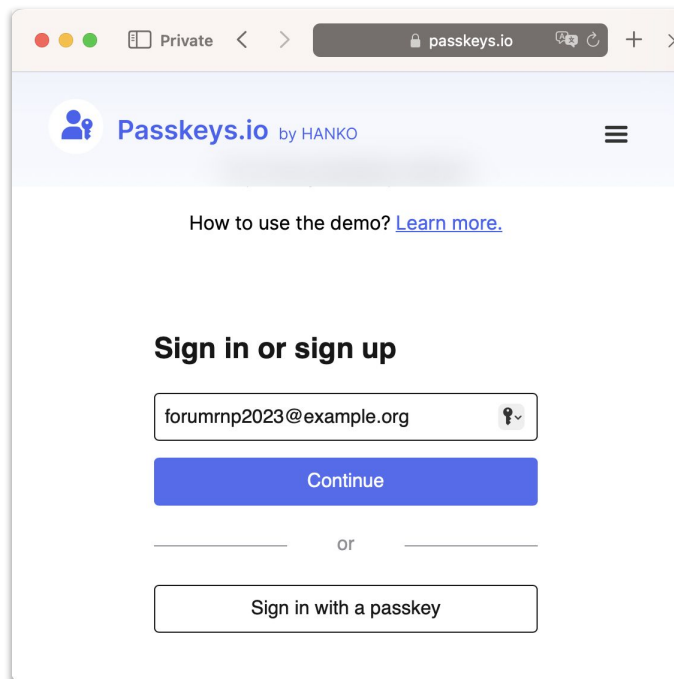 Private
passkeys.io
Passkeys.io by HANKO
How to use the demo? Learn more.
Sign in or sign up
forumrnp2023@example.org
Continue
or
Sign in with a passkey